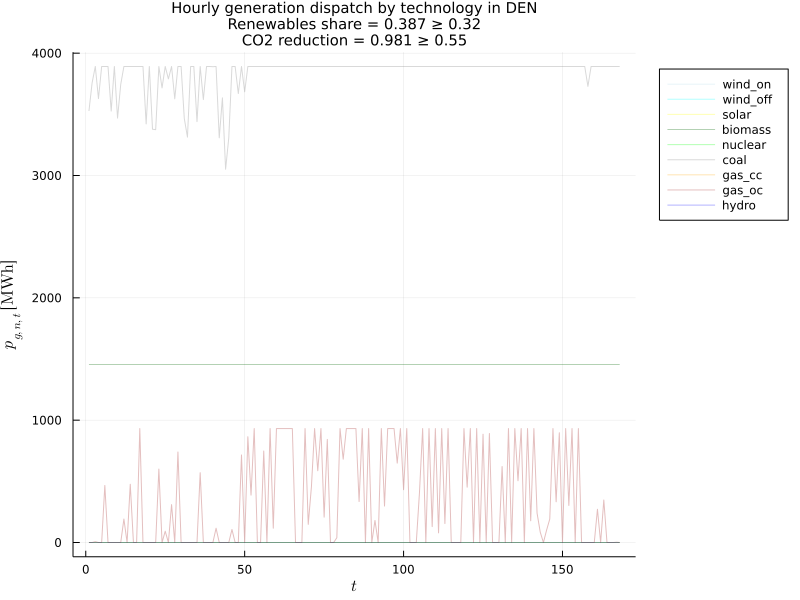 Hourly generation dispatch by technology in DEN
Renewables share = 0.387 ≥ 0.32
CO2 reduction = 0.981 ≥ 0.55
p g, n, t [MWh]
4000
3000
2000
1000
0
0
50
100
150
t
wind_on
wind_off
solar
biomass
nuclear
coal
gas_cc
gas_oc
hydro